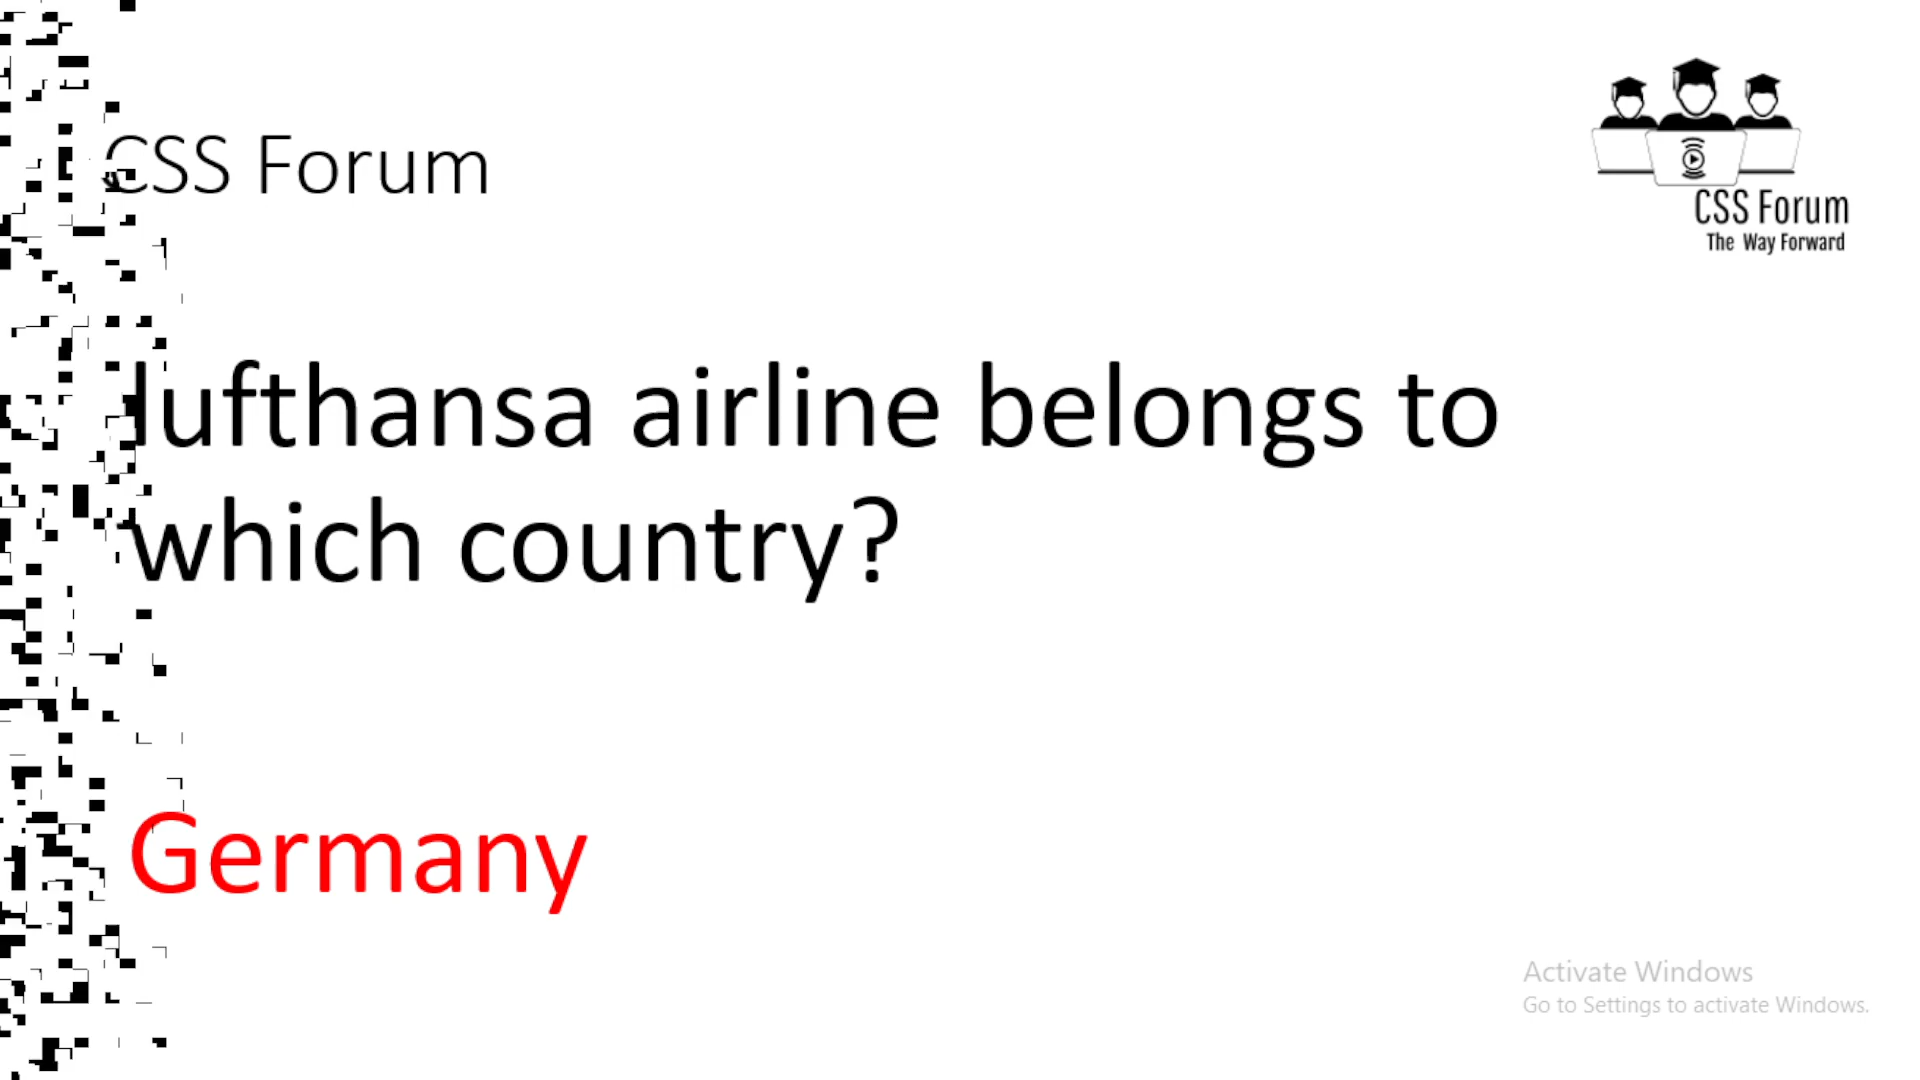 CSS Forum
CSS Forum
The Way Forward
lufthansa airline belongs to
which country?
Germany
Activate Windows
Go to Settings to activate Windows.